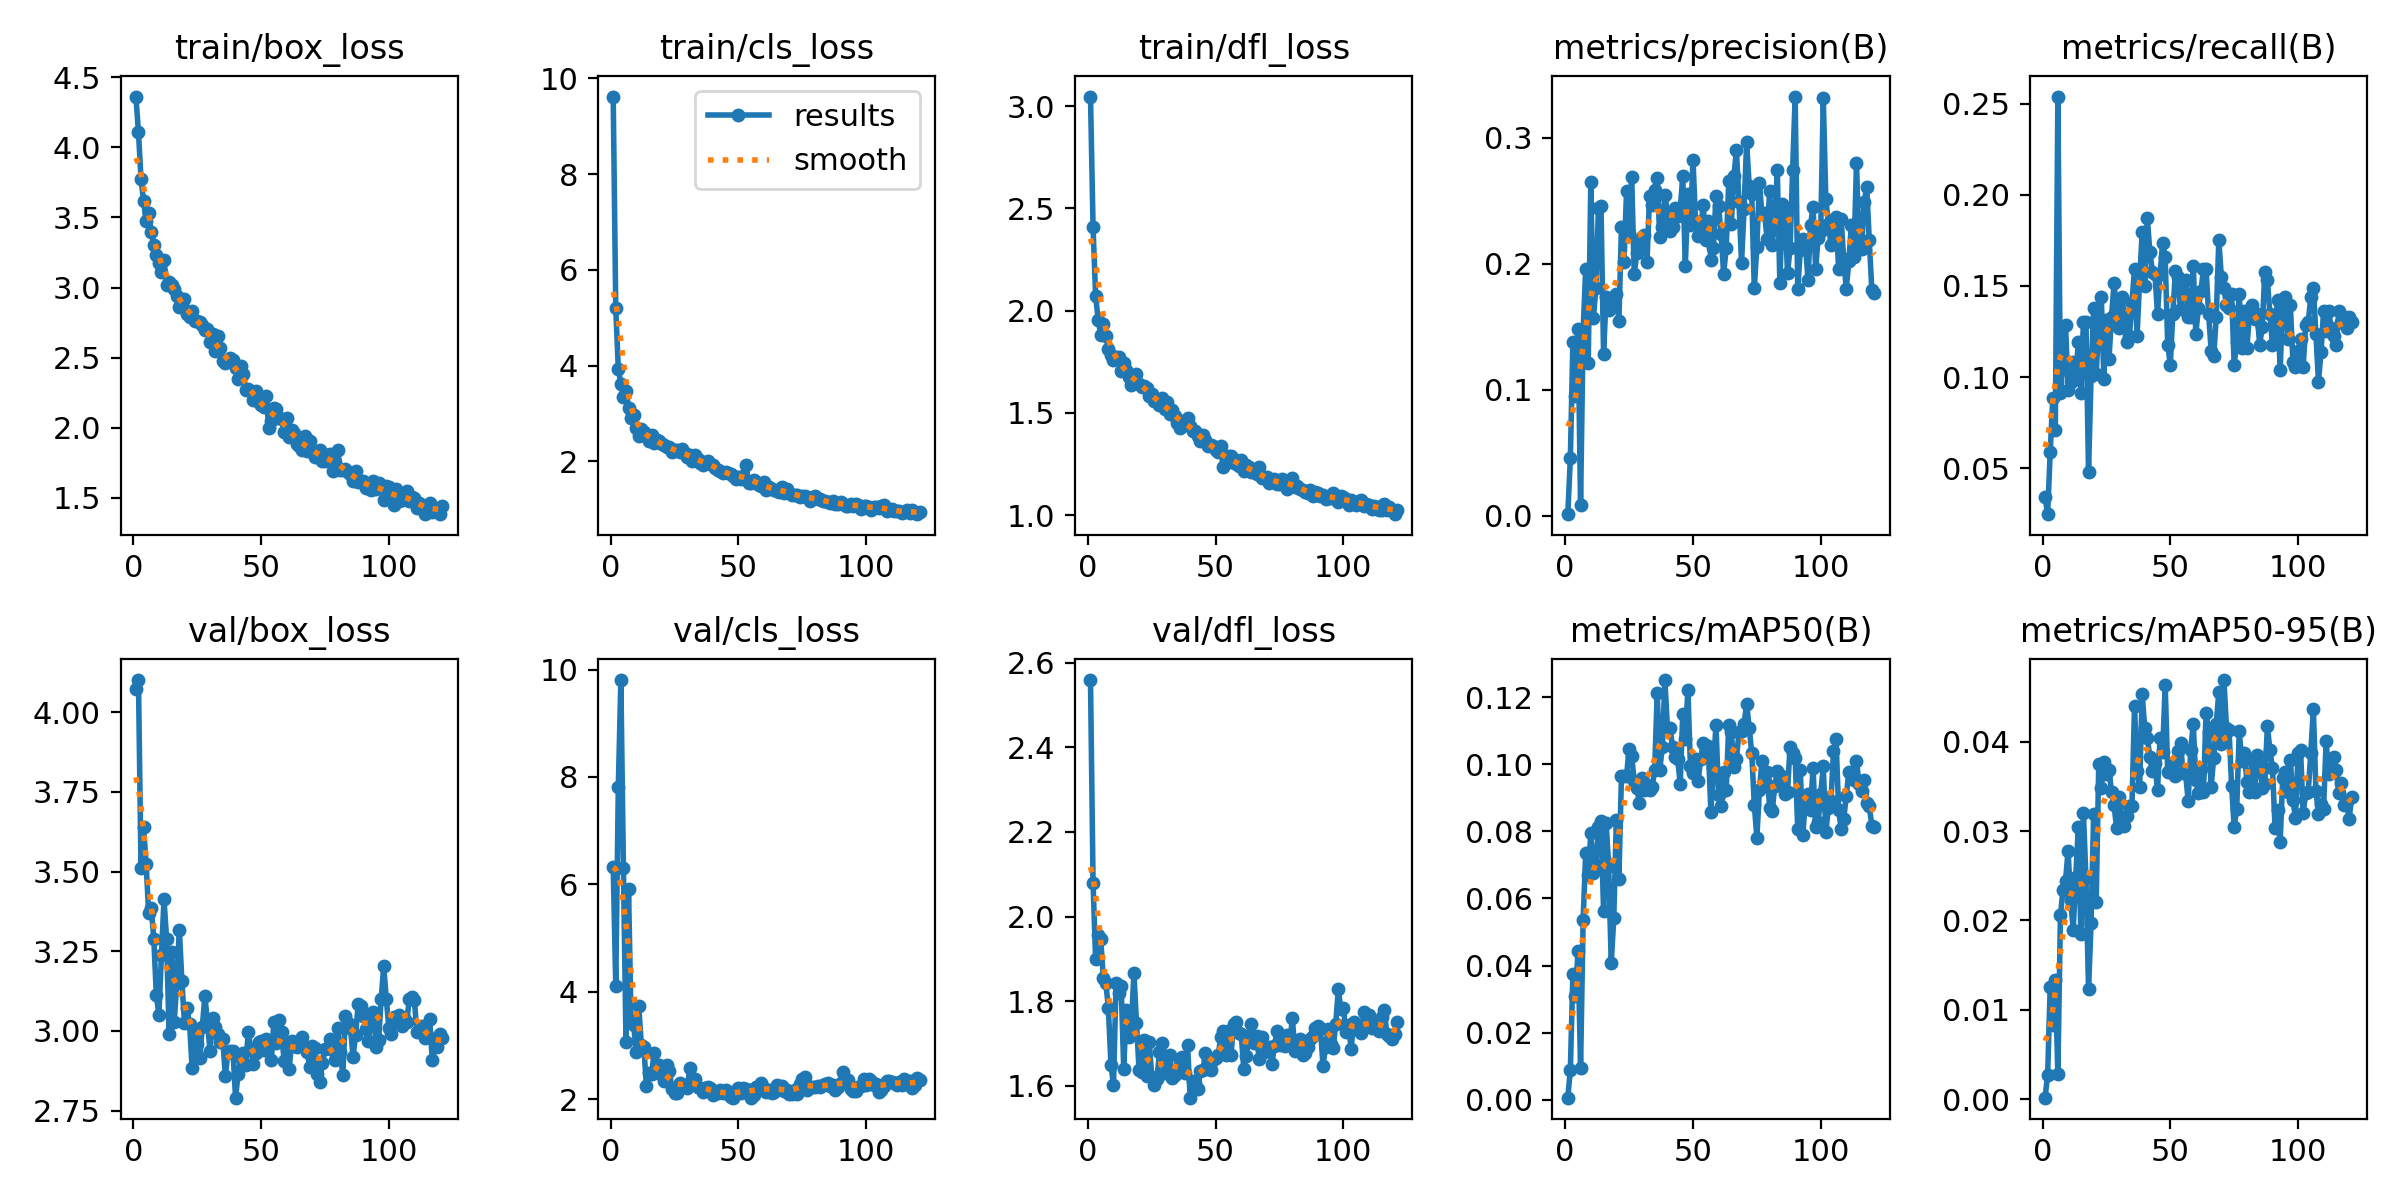 train/box_loss
4.5
4.0
3.5
3.0
2.5
2.0
1.5
0 50 100
train/cls_loss
results
smooth
10
8
6
4
2
0 50 100
train/dfl_loss
3.0
2.5
2.0
1.5
1.0
0 50 100
metrics/precision(B)
0.3
0.2
0.1
0.0
0 50 100
metrics/recall(B)
0.25
0.20
0.15
0.10
0.05
0 50 100
val/box_loss
4.00
3.75
3.50
3.25
3.00
2.75
0 50 100
val/cls_loss
10
8
6
4
2
0 50 100
val/dfl_loss
2.6
2.4
2.2
2.0
1.8
1.6
0 50 100
metrics/mAP50(B)
0.12
0.10
0.08
0.06
0.04
0.02
0.00
0 50 100
metrics/mAP50-95(B)
0.04
0.03
0.02
0.01
0.00
0 50 100